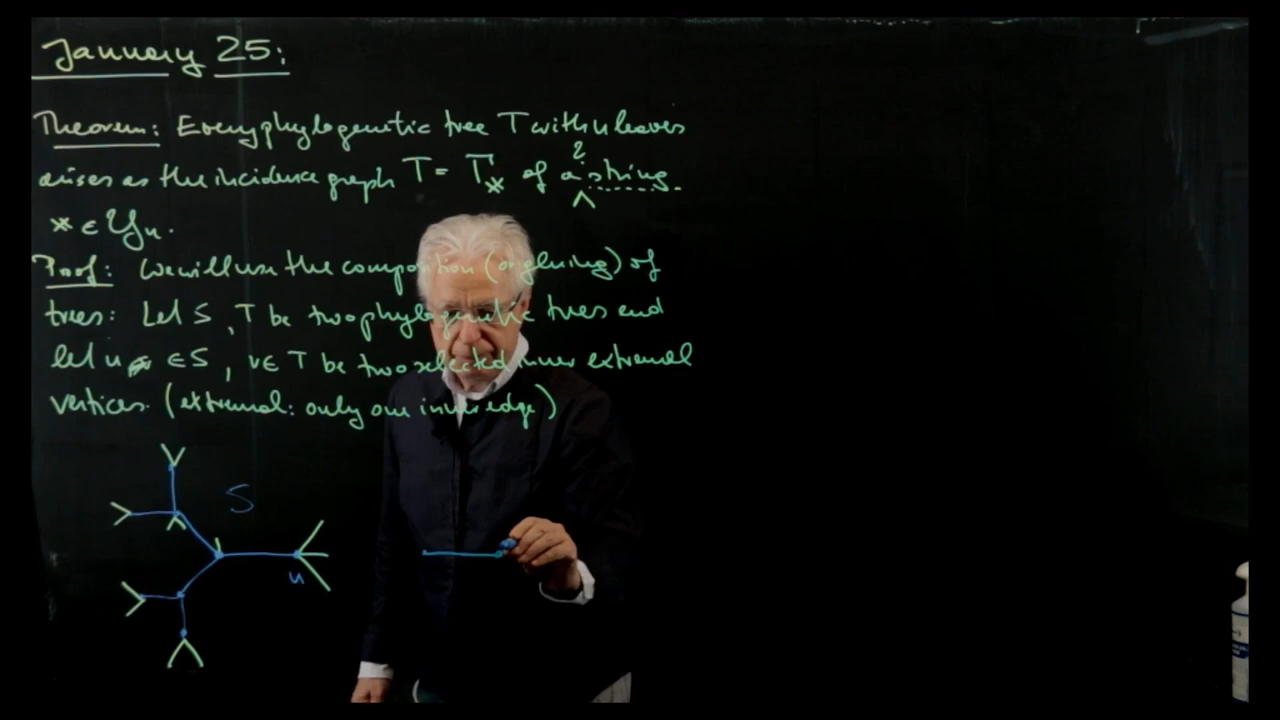 January 25:
Theorem: Every phylogenetic tree T with n leaves
arises as the incidence graph T = T_* of a string
* ∈ Y_n.
Proof: We will use the composition (or gluing) of
trees: Let S, T be two phylogenetic trees and
let u ∈ S, v ∈ T be two selected inner extremal
vertices. (extremal: only one inner edge)
S
u